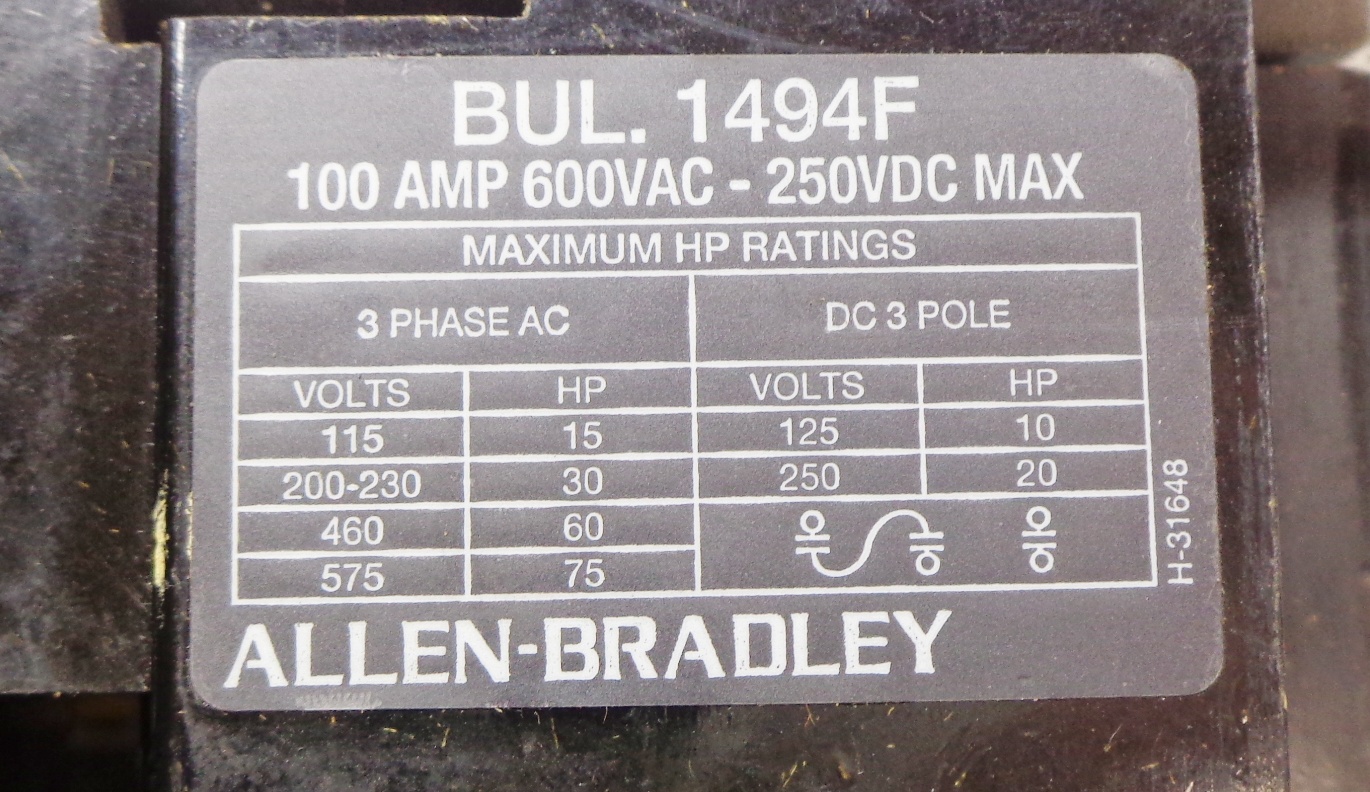 BUL. 1494F
100 AMP 600VAC - 250VDC MAX
MAXIMUM HP RATINGS
3 PHASE AC DC 3 POLE
VOLTS HP VOLTS HP
115 15 125 10
200-230 30 250 20
460 60
575 75
H-31648
ALLEN-BRADLEY